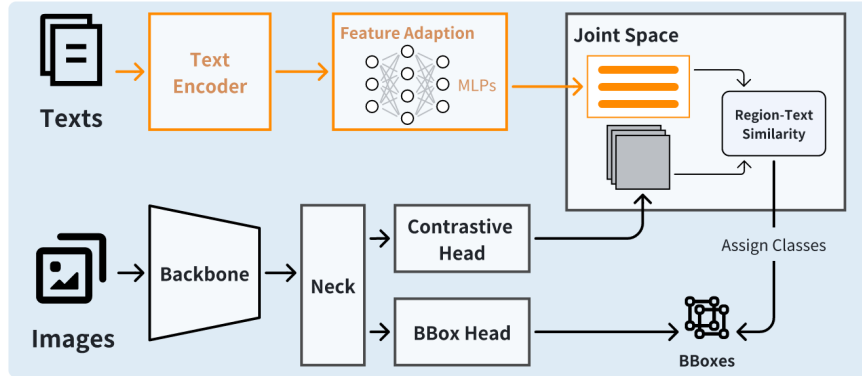 Texts
Text
Encoder
Feature Adaption
MLPs
Joint Space
Region-Text
Similarity
Images
Backbone
Neck
Contrastive
Head
BBox Head
Assign Classes
BBoxes